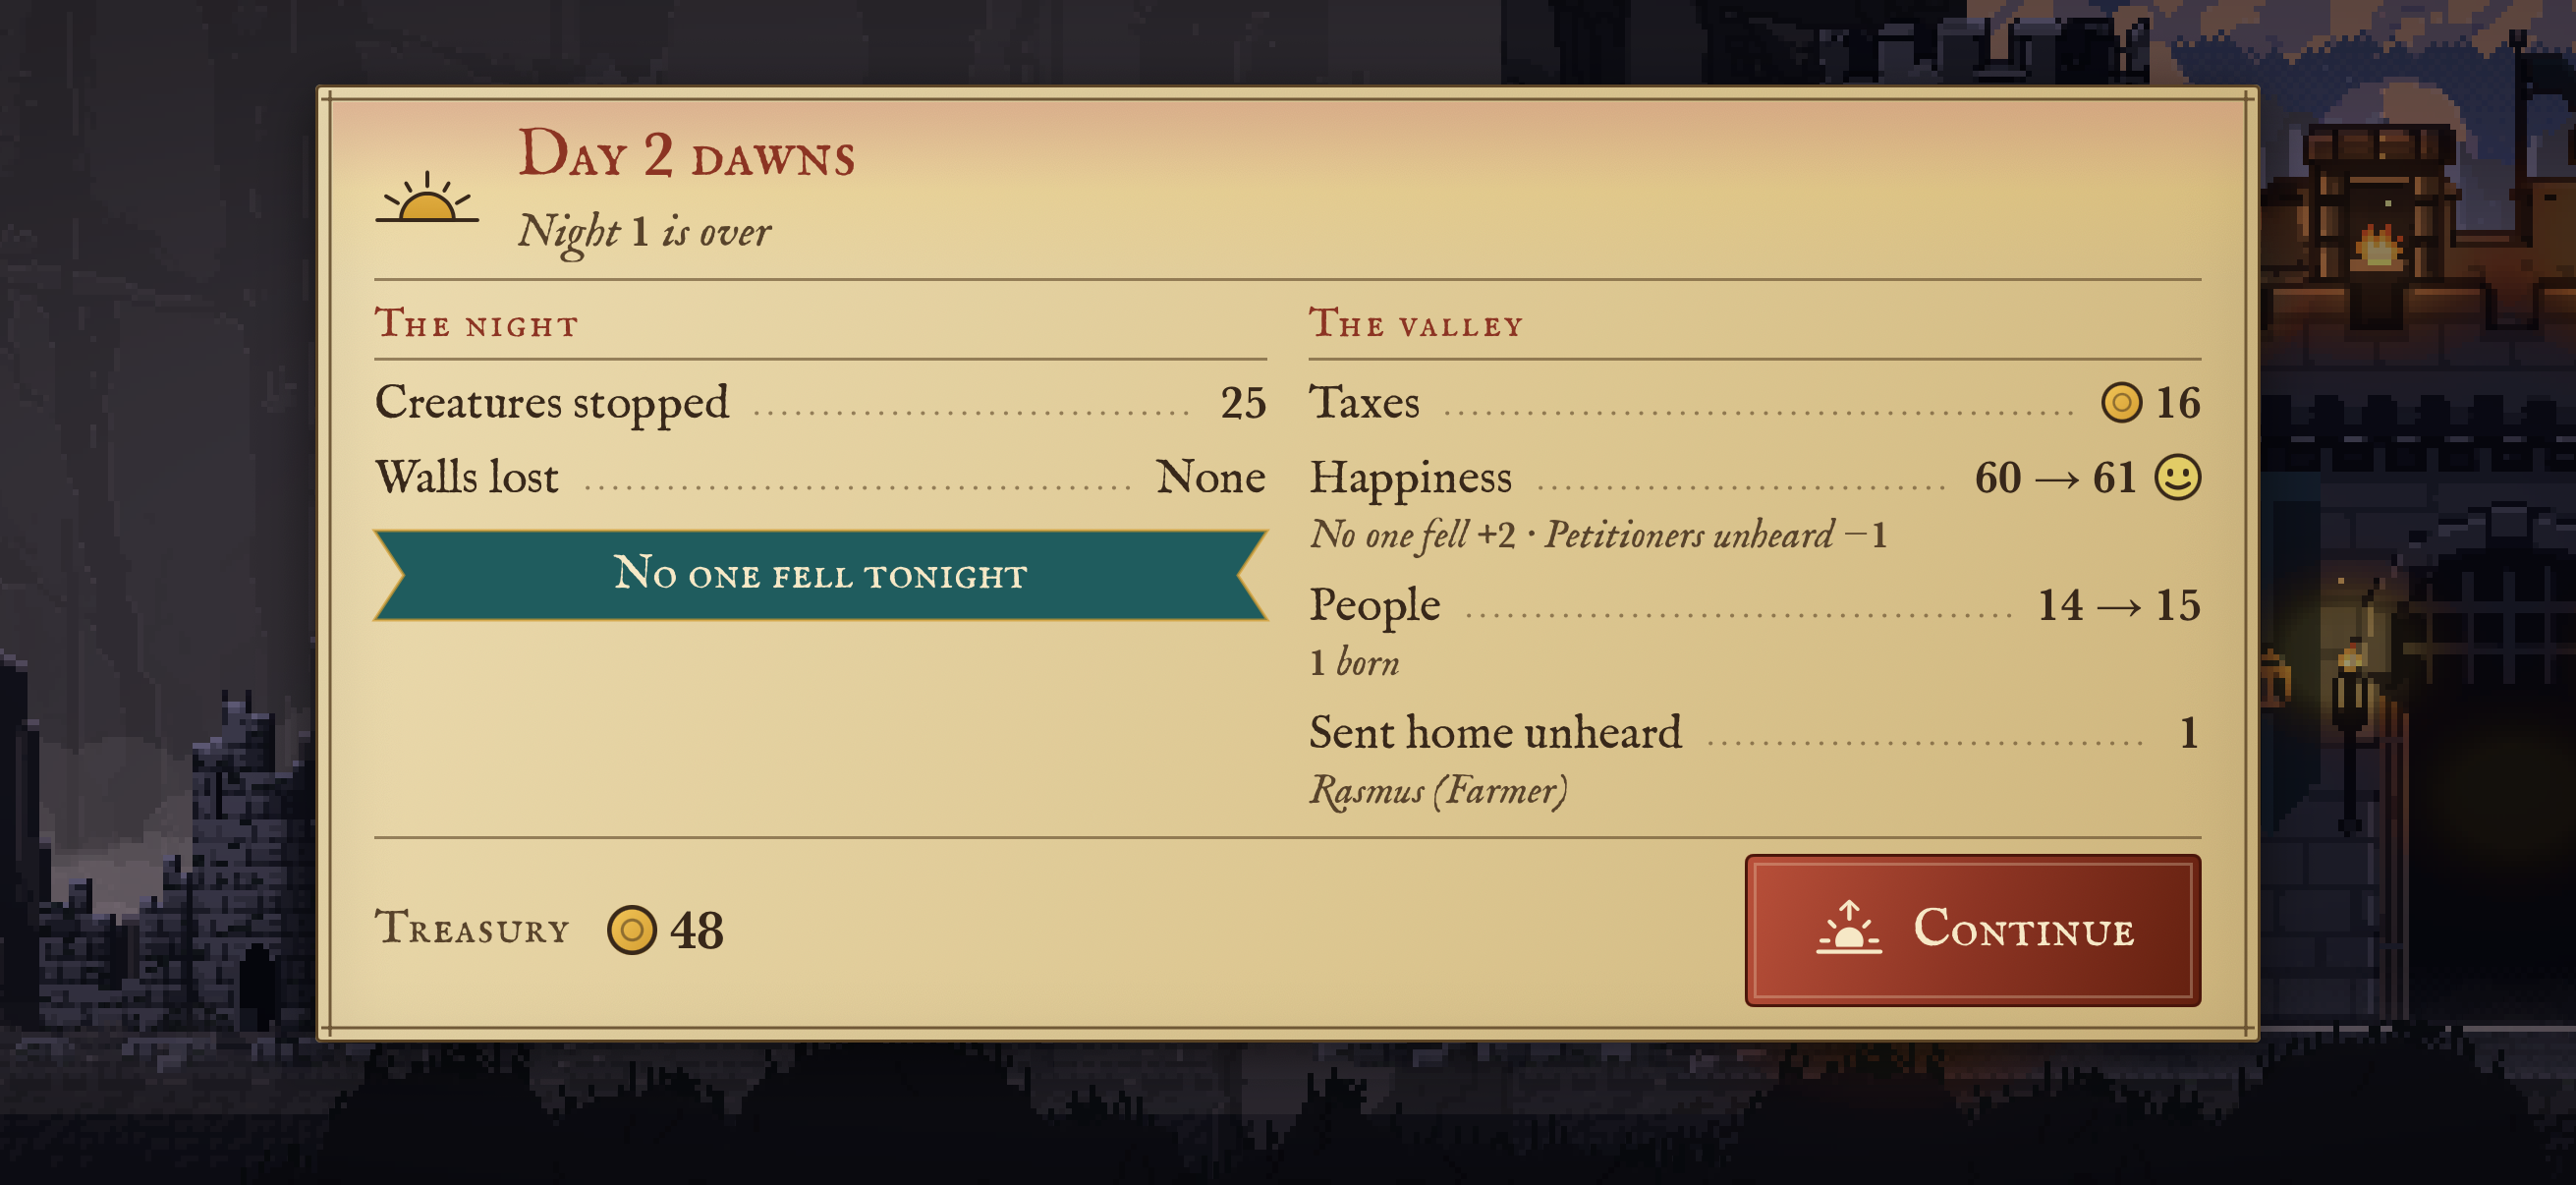 Day 2 dawns
Night 1 is over
The night
Creatures stopped 25
Walls lost None
No one fell tonight
The valley
Taxes 16
Happiness 60 → 61
No one fell +2 · Petitioners unheard −1
People 14 → 15
1 born
Sent home unheard 1
Rasmus (Farmer)
Treasury 48
Continue